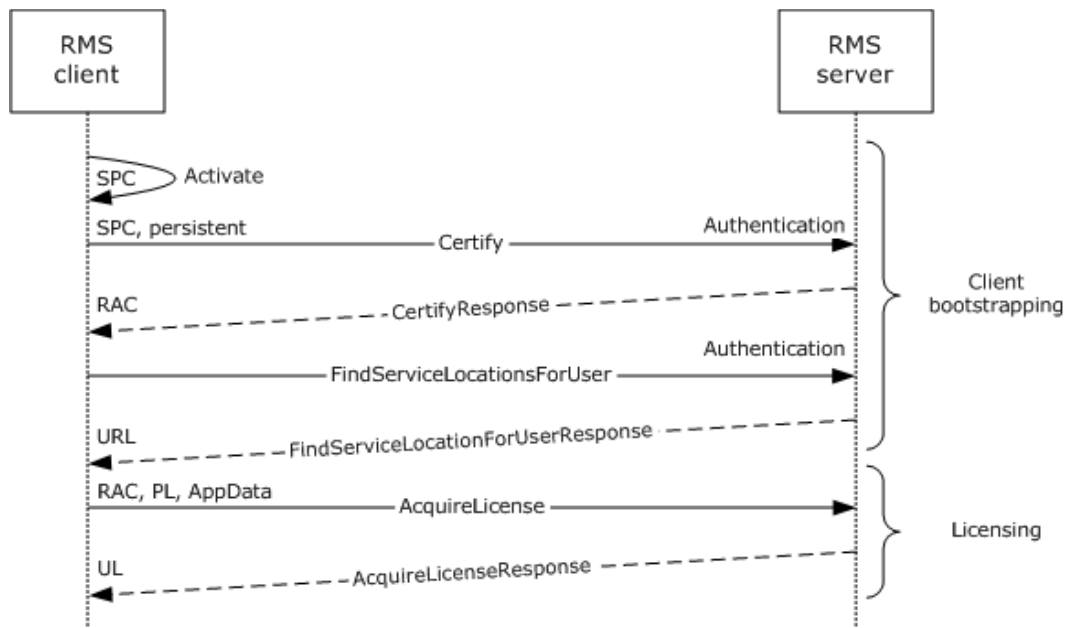 RMS
client
RMS
server
SPC
Activate
SPC, persistent
Authentication
Certify
RAC
CertifyResponse
Client
bootstrapping
Authentication
FindServiceLocationsForUser
URL
FindServiceLocationForUserResponse
RAC, PL, AppData
AcquireLicense
Licensing
UL
AcquireLicenseResponse